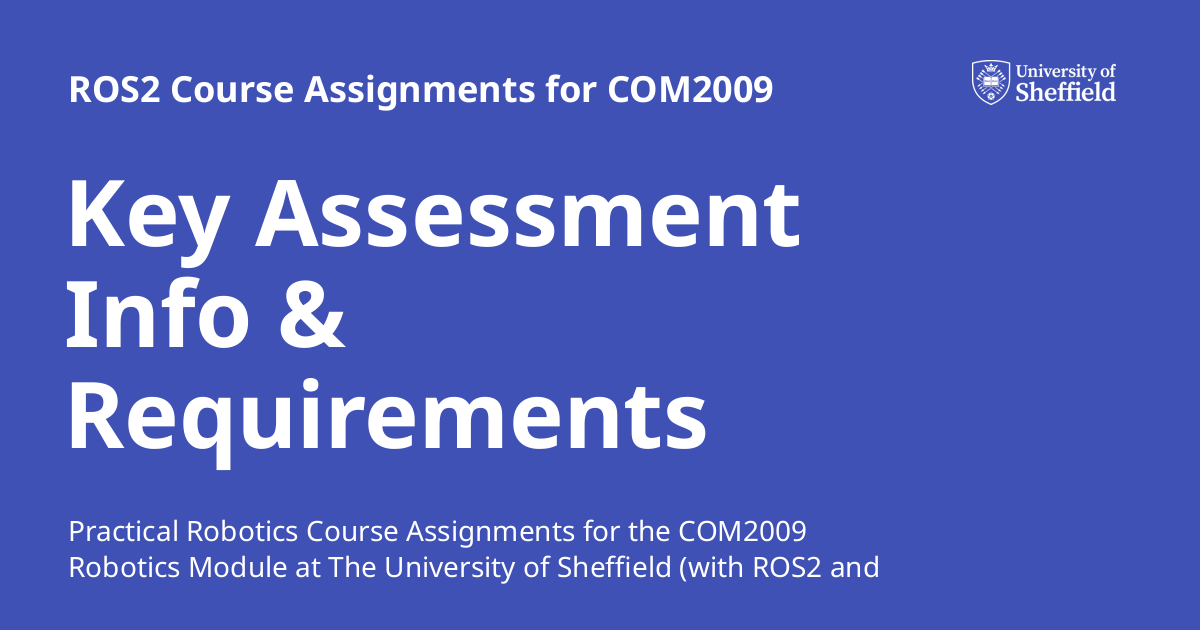 ROS2 Course Assignments for COM2009
University of
Sheffield
Key Assessment
Info &
Requirements
Practical Robotics Course Assignments for the COM2009
Robotics Module at The University of Sheffield (with ROS2 and